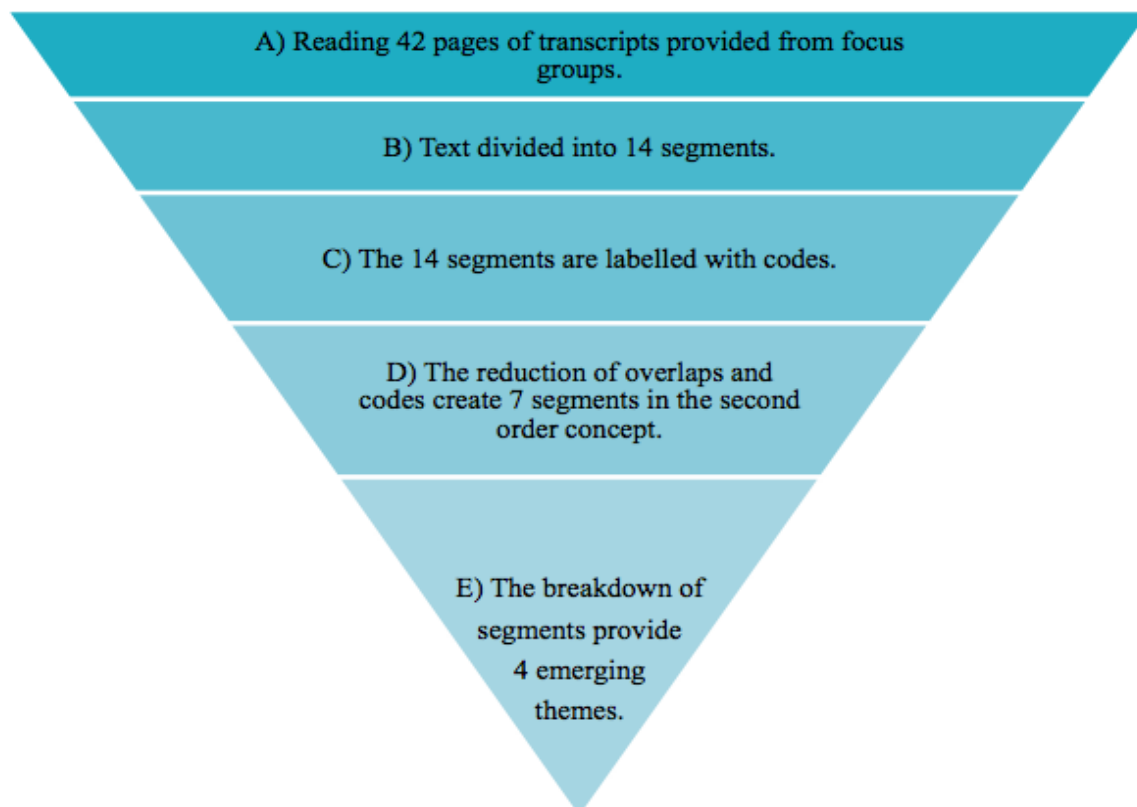 A) Reading 42 pages of transcripts provided from focus
groups.
B) Text divided into 14 segments.
C) The 14 segments are labelled with codes.
D) The reduction of overlaps and
codes create 7 segments in the second
order concept.
E) The breakdown of
segments provide
4 emerging
themes.